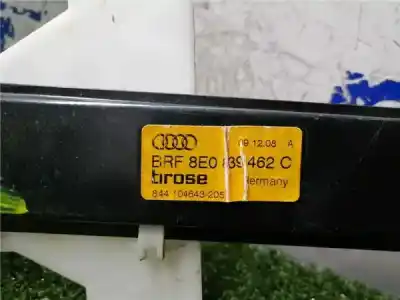 09 12.08 A
BRF 8E0 839 462 C
brose Germany
844 104643-205